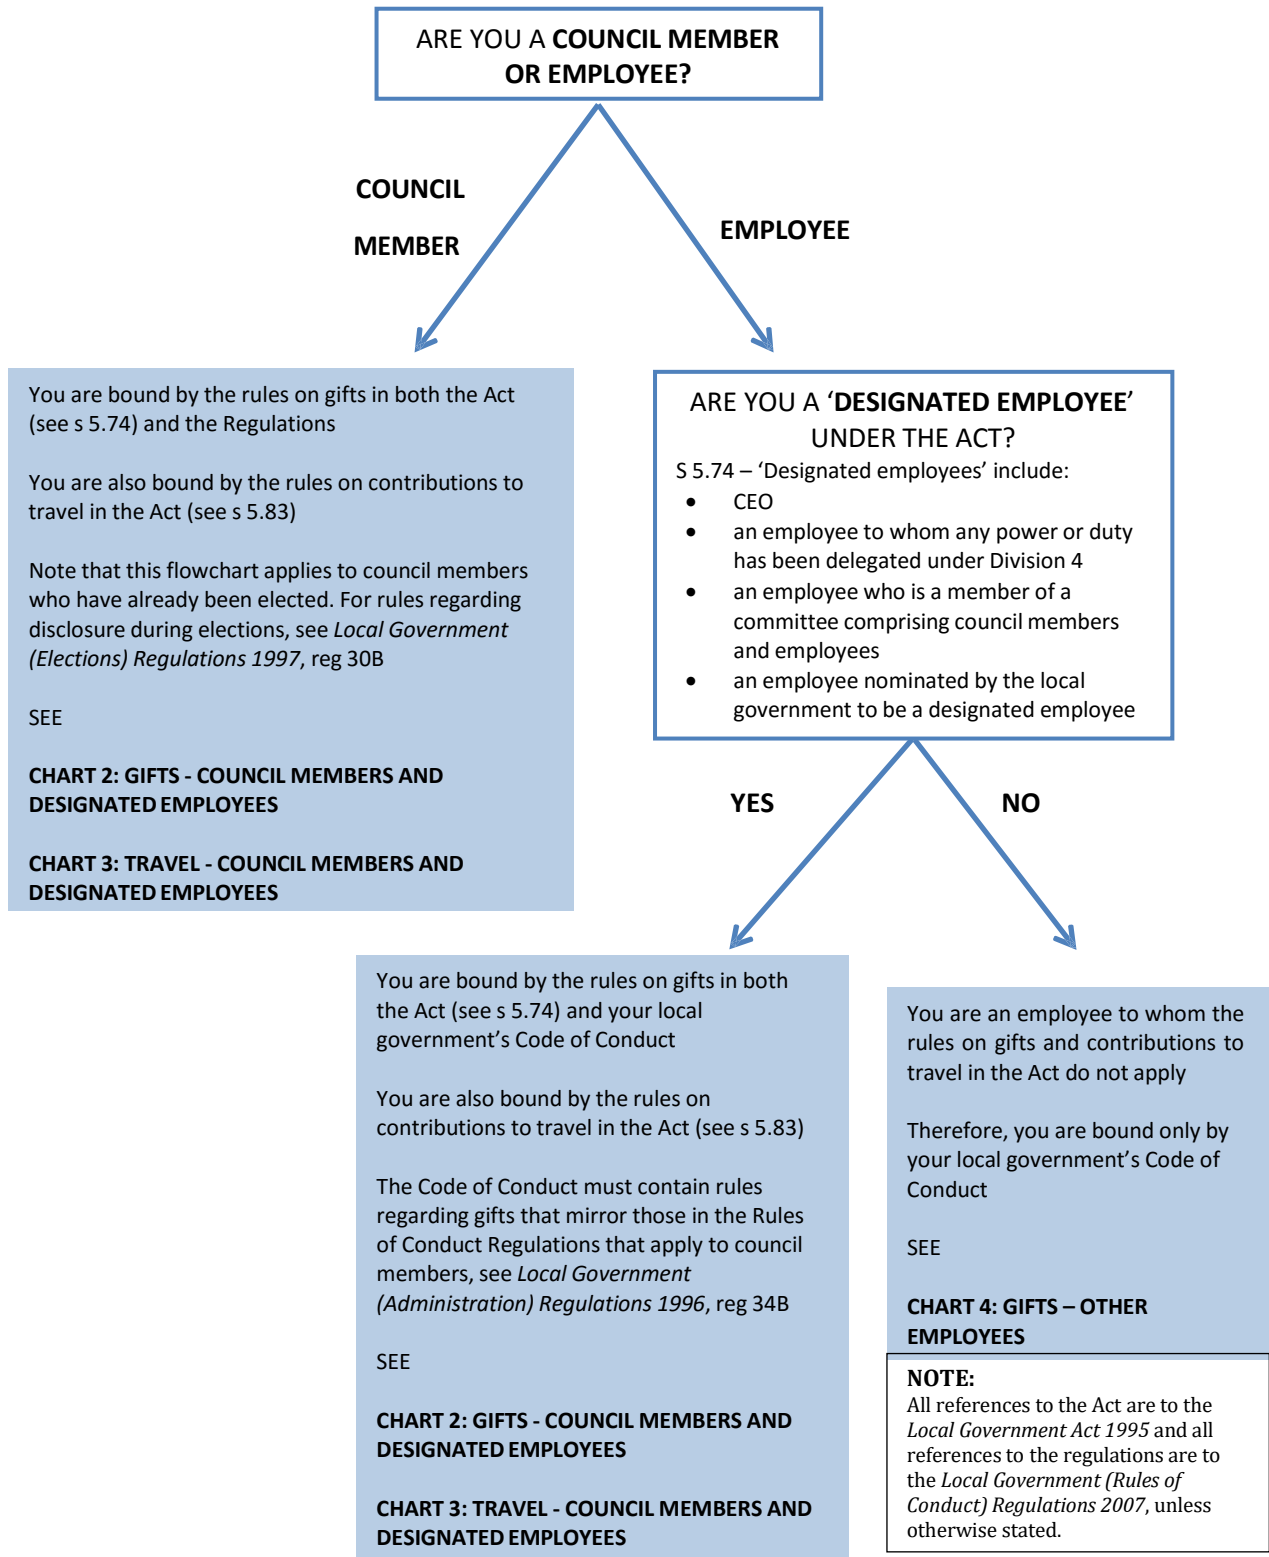 ARE YOU A COUNCIL MEMBER
OR EMPLOYEE?
COUNCIL
MEMBER
EMPLOYEE
You are bound by the rules on gifts in both the Act
(see s 5.74) and the Regulations
You are also bound by the rules on contributions to
travel in the Act (see s 5.83)
Note that this flowchart applies to council members
who have already been elected. For rules regarding
disclosure during elections, see Local Government
(Elections) Regulations 1997, reg 30B
SEE
CHART 2: GIFTS - COUNCIL MEMBERS AND
DESIGNATED EMPLOYEES
CHART 3: TRAVEL - COUNCIL MEMBERS AND
DESIGNATED EMPLOYEES
ARE YOU A ‘DESIGNATED EMPLOYEE’
UNDER THE ACT?
S 5.74 – ‘Designated employees’ include:
• CEO
• an employee to whom any power or duty
has been delegated under Division 4
• an employee who is a member of a
committee comprising council members
and employees
• an employee nominated by the local
government to be a designated employee
YES
NO
You are bound by the rules on gifts in both
the Act (see s 5.74) and your local
government’s Code of Conduct
You are also bound by the rules on
contributions to travel in the Act (see s 5.83)
The Code of Conduct must contain rules
regarding gifts that mirror those in the Rules
of Conduct Regulations that apply to council
members, see Local Government
(Administration) Regulations 1996, reg 34B
SEE
CHART 2: GIFTS - COUNCIL MEMBERS AND
DESIGNATED EMPLOYEES
CHART 3: TRAVEL - COUNCIL MEMBERS AND
DESIGNATED EMPLOYEES
You are an employee to whom the
rules on gifts and contributions to
travel in the Act do not apply
Therefore, you are bound only by
your local government’s Code of
Conduct
SEE
CHART 4: GIFTS – OTHER
EMPLOYEES
NOTE:
All references to the Act are to the
Local Government Act 1995 and all
references to the regulations are to
the Local Government (Rules of
Conduct) Regulations 2007, unless
otherwise stated.